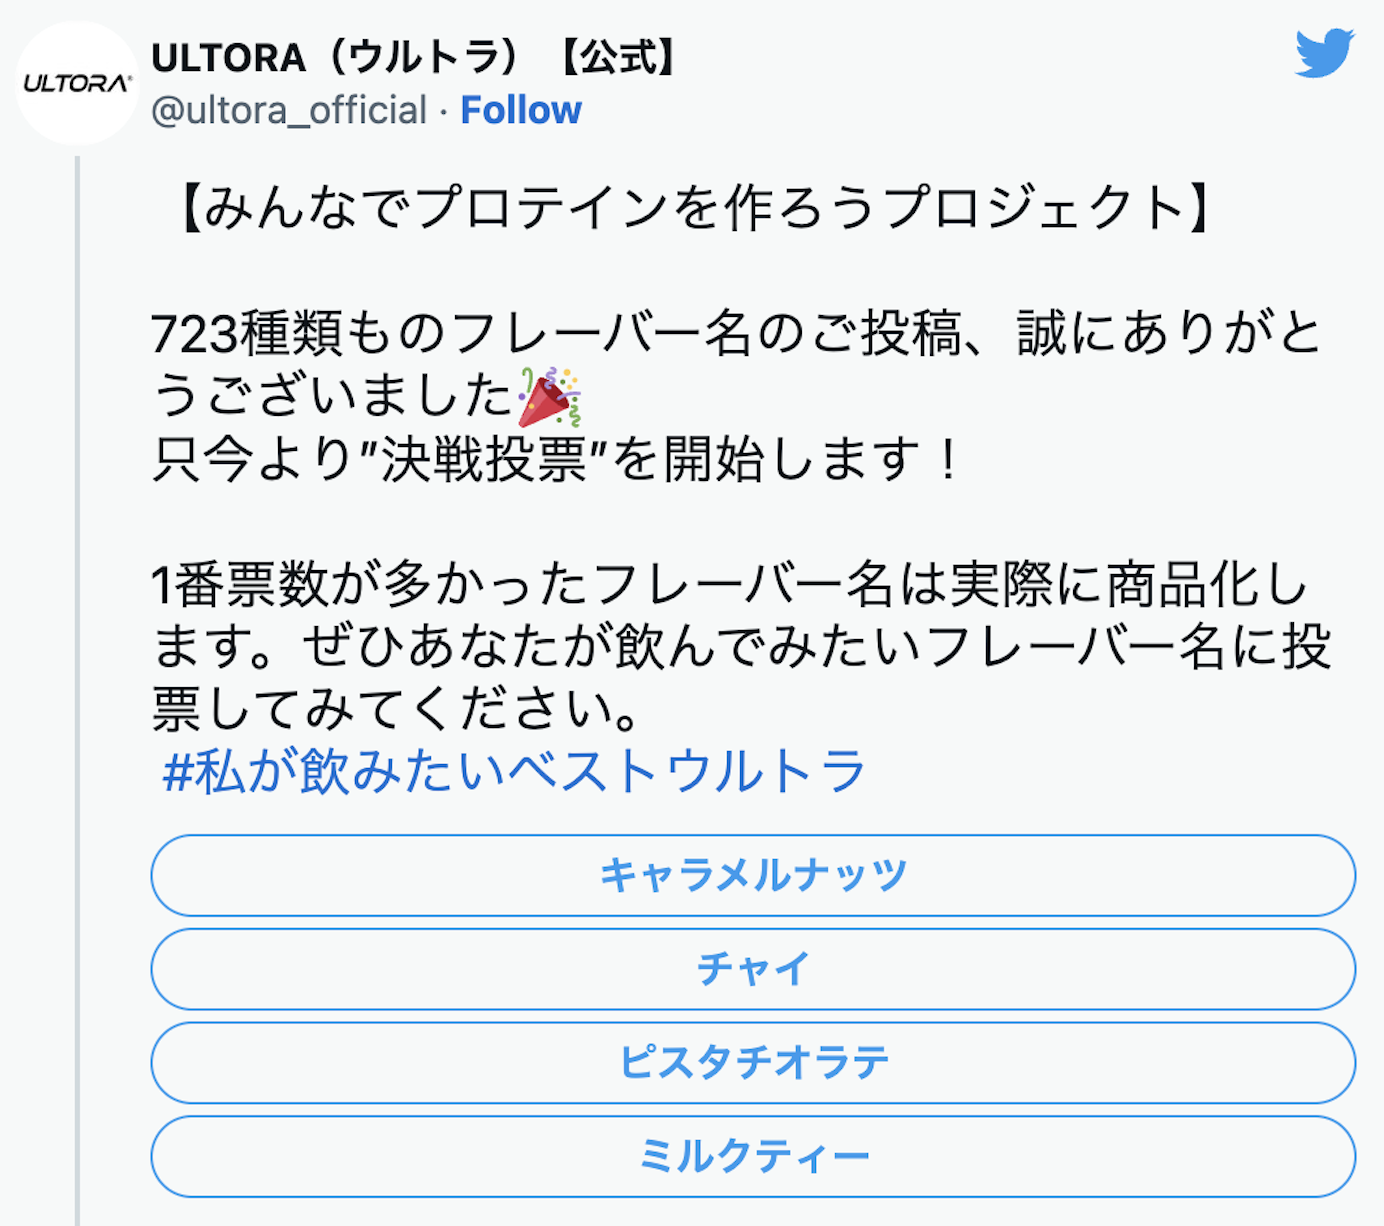 ULTORA®
ULTORA（ウルトラ）【公式】
@ultora_official · Follow
【みんなでプロテインを作ろうプロジェクト】
723種類ものフレーバー名のご投稿、誠にありがと
うございました🎉
只今より”決戦投票”を開始します！
1番票数が多かったフレーバー名は実際に商品化し
ます。ぜひあなたが飲んでみたいフレーバー名に投
票してみてください。
#私が飲みたいベストウルトラ
キャラメルナッツ
チャイ
ピスタチオラテ
ミルクティー